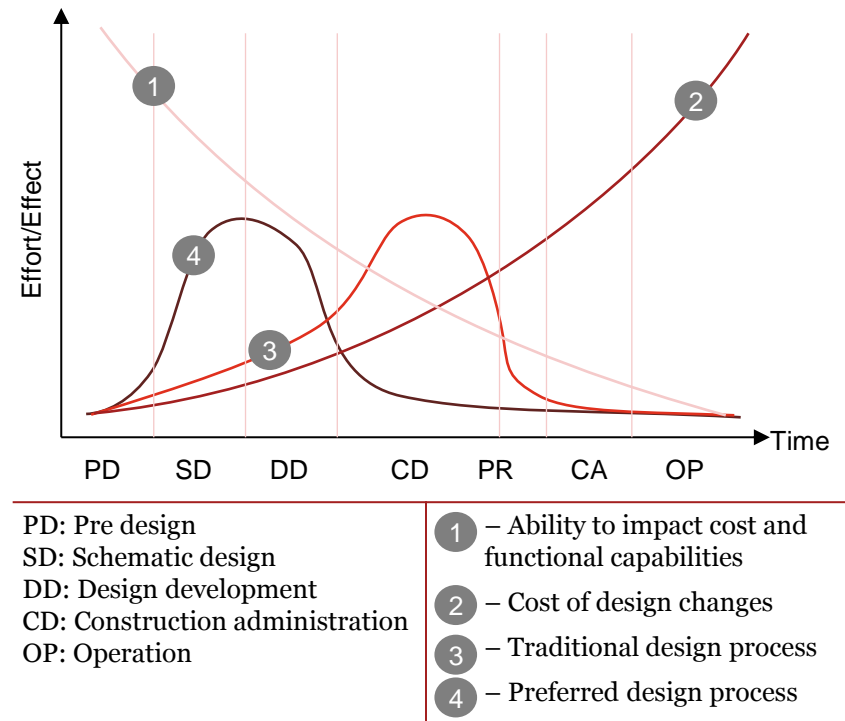 1
2
4
3
Effort/Effect
Time
PD SD DD CD PR CA OP
PD: Pre design
SD: Schematic design
DD: Design development
CD: Construction administration
OP: Operation
1 – Ability to impact cost and
functional capabilities
2 – Cost of design changes
3 – Traditional design process
4 – Preferred design process